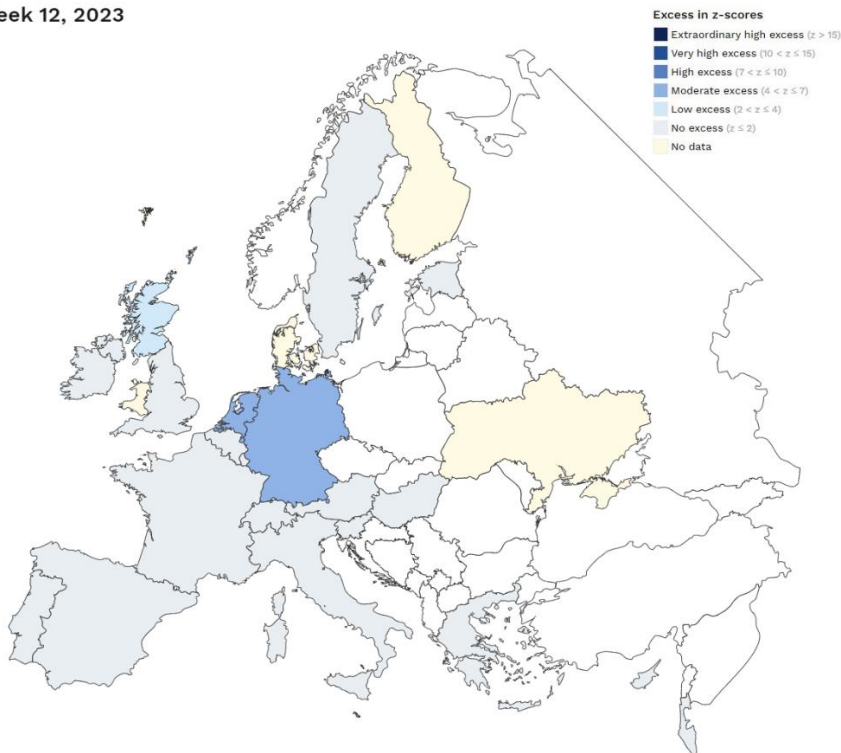 eek 12, 2023
Excess in z-scores
Extraordinary high excess (z > 15)
Very high excess (10 < z ≤ 15)
High excess (7 < z ≤ 10)
Moderate excess (4 < z ≤ 7)
Low excess (2 < z ≤ 4)
No excess (z ≤ 2)
No data